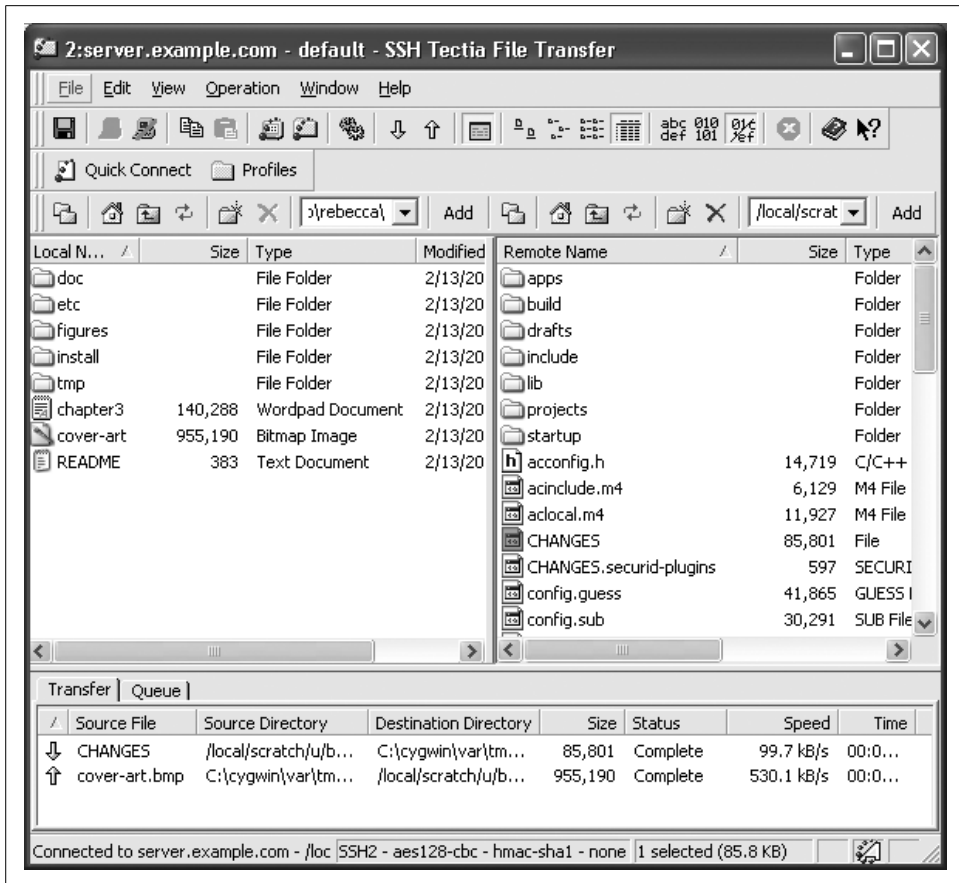 2:server.example.com - default - SSH Tectia File Transfer
File Edit View Operation Window Help
abc def 010 101
Quick Connect Profiles
\rebecca\ Add /local/scrat Add
Local N... Size Type Modified
doc File Folder 2/13/20
etc File Folder 2/13/20
figures File Folder 2/13/20
install File Folder 2/13/20
tmp File Folder 2/13/20
chapter3 140,288 Wordpad Document 2/13/20
cover-art 955,190 Bitmap Image 2/13/20
README 383 Text Document 2/13/20
Remote Name Size Type
apps Folder
build Folder
drafts Folder
include Folder
lib Folder
projects Folder
startup Folder
acconfig.h 14,719 C/C++
acinclude.m4 6,129 M4 File
aclocal.m4 11,927 M4 File
CHANGES 85,801 File
CHANGES.securid-plugins 597 SECURI
config.guess 41,865 GUESS
config.sub 30,291 SUB File
Transfer Queue
Source File Source Directory Destination Directory Size Status Speed Time
CHANGES /local/scratch/u/b... C:\cygwin\var\tm... 85,801 Complete 99.7 kB/s 00:0...
cover-art.bmp C:\cygwin\var\tm... /local/scratch/u/b... 955,190 Complete 530.1 kB/s 00:0...
Connected to server.example.com - /loc SSH2 - aes128-cbc - hmac-sha1 - none 1 selected (85.8 KB)